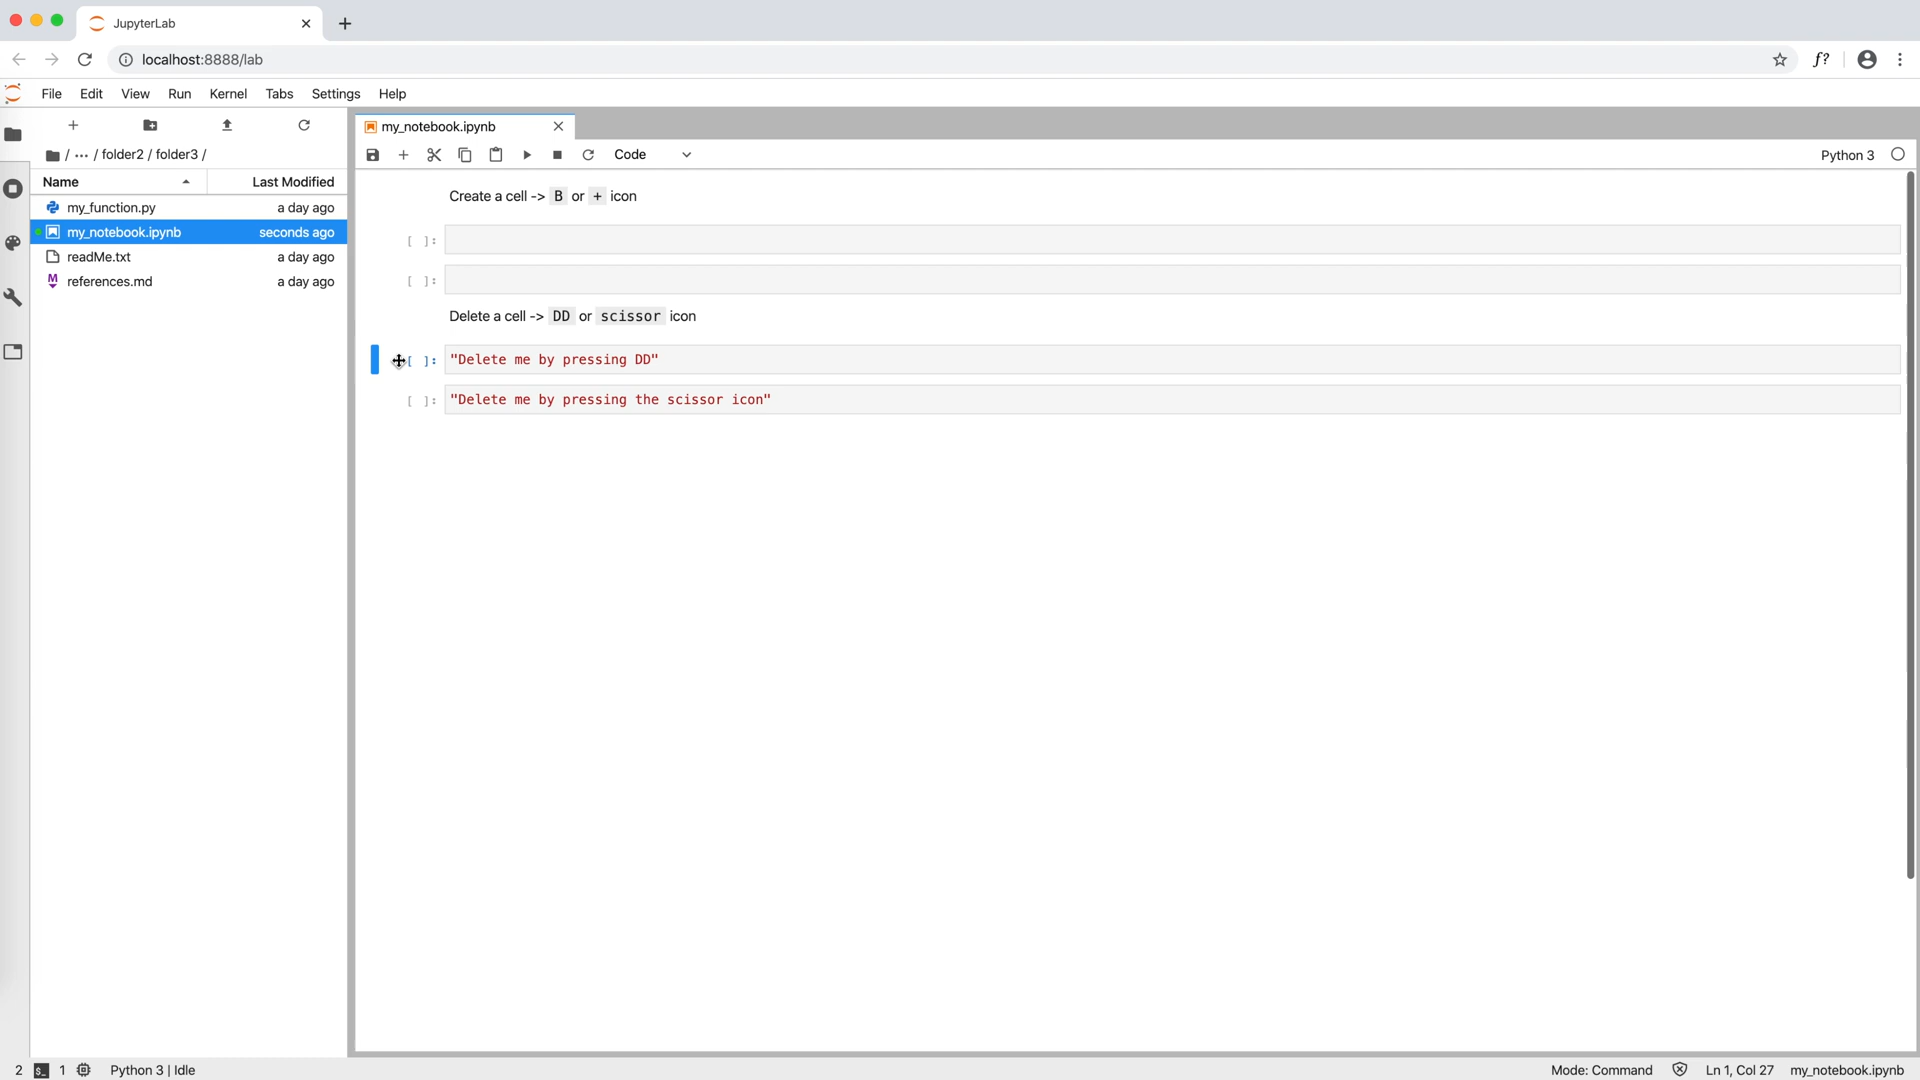 JupyterLab
localhost:8888/lab
f?
File Edit View Run Kernel Tabs Settings Help
my_notebook.ipynb
/ ··· / folder2 / folder3 /
Code
Python 3
Name Last Modified
my_function.py a day ago
my_notebook.ipynb seconds ago
readMe.txt a day ago
references.md a day ago
Create a cell -> B or + icon
[ ]:
[ ]:
Delete a cell -> DD or scissor icon
[ ]: "Delete me by pressing DD"
[ ]: "Delete me by pressing the scissor icon"
2 $_ 1 Python 3 | Idle
Mode: Command Ln 1, Col 27 my_notebook.ipynb